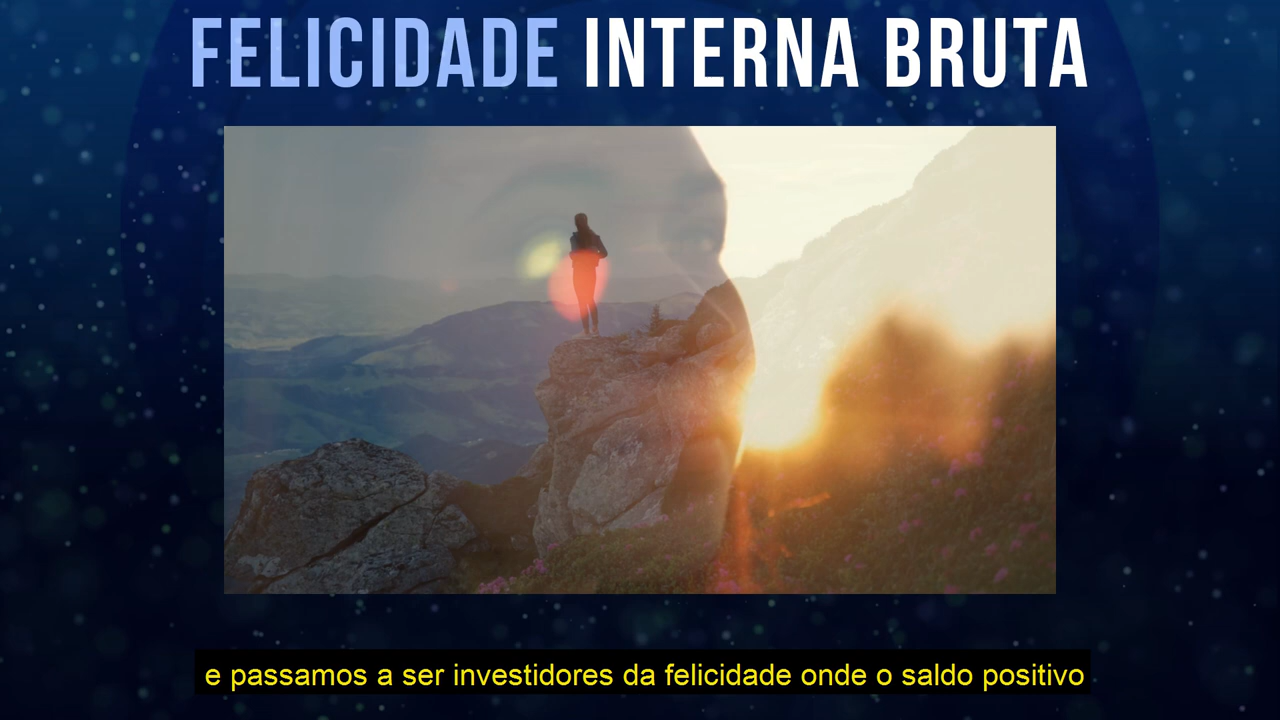 FELICIDADE INTERNA BRUTA
e passamos a ser investidores da felicidade onde o saldo positivo